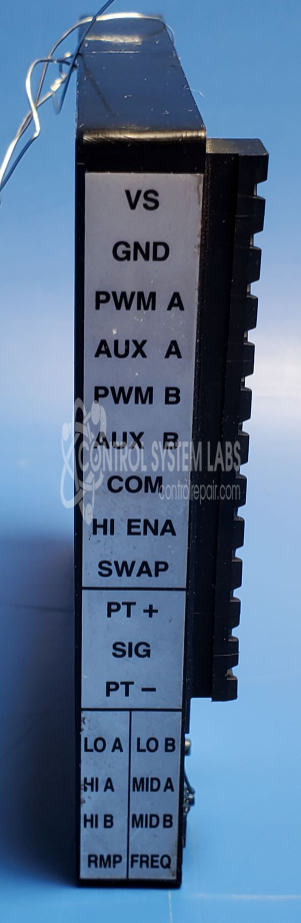 VS
GND
PWM A
AUX A
PWM B
AUX B
CONTROL SYSTEM LABS
COM
controlrepair.com
HI ENA
SWAP
PT +
SIG
PT −
LO A LO B
HI A MID A
HI B MID B
RMP FREQ